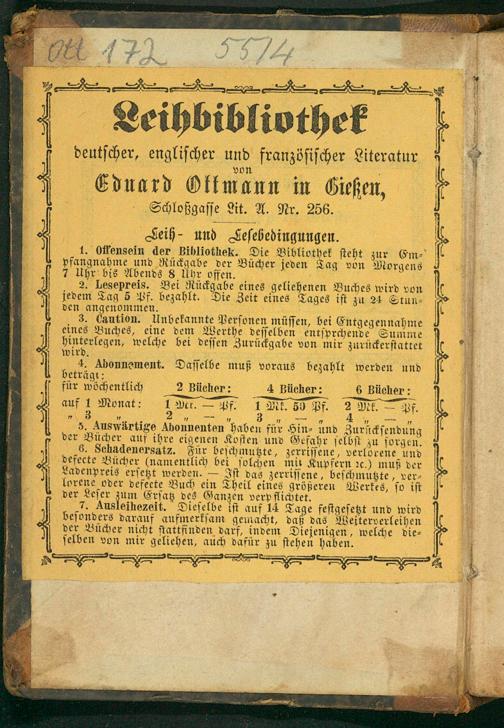 Ott 172 55/4
Leihbibliothek
deutscher, englischer und französischer Literatur
von
Eduard Ottmann in Gießen,
Schloßgasse Lit. A. Nr. 256.
Leih- und Lesebedingungen.
1. Offensein der Bibliothek. Die Bibliothek steht zur Em-
pfangnahme und Rückgabe der Bücher jeden Tag von Morgens
7 Uhr bis Abends 8 Uhr offen.
2. Lesepreis. Bei Rückgabe eines geliehenen Buches wird von
jedem Tag 5 Pf. bezahlt. Die Zeit eines Tages ist zu 24 Stun-
den angenommen.
3. Caution. Unbekannte Personen müssen, bei Entgegennahme
eines Buches, eine dem Werthe desselben entsprchende Summe
hinterlegen, welche bei dessen Zurückgabe von mir zurückerstattet
wird.
4. Abonnement. Dasselbe muß voraus bezahlt werden und
beträgt:
für wöchentlich 2 Bücher: 4 Bücher: 6 Bücher:
auf 1 Monat: 1 Mk. — Pf. 1 Mk. 50 Pf. 2 Mk. — Pf.
„ 3 „ 2 „ — „ 3 „ — „ 4 „ — „
5. Auswärtige Abonnenten haben für Hin- und Zurücksendung
der Bücher auf ihre eigenen Kosten und Gefahr selbst zu sorgen.
6. Schadenersatz. Für beschmutzte, zerrissene, verlorene und
defecte Bücher (namentlich bei solchen mit Kupfern ꝛc.) muß der
Ladenpreis ersetzt werden. — Ist das zerrissene, beschmutzte, ver-
lorene oder defecte Buch ein Theil eines größeren Werkes, so ist
der Leser zum Ersatz des Ganzen verpflichtet.
7. Ausleihezeit. Dieselbe ist auf 14 Tage festgesetzt und wird
besonders darauf aufmerksam gemacht, daß das Weiterverleihen
der Bücher nicht stattfinden darf, indem Diejenigen, welche die-
selben von mir geliehen, auch dafür zu stehen haben.